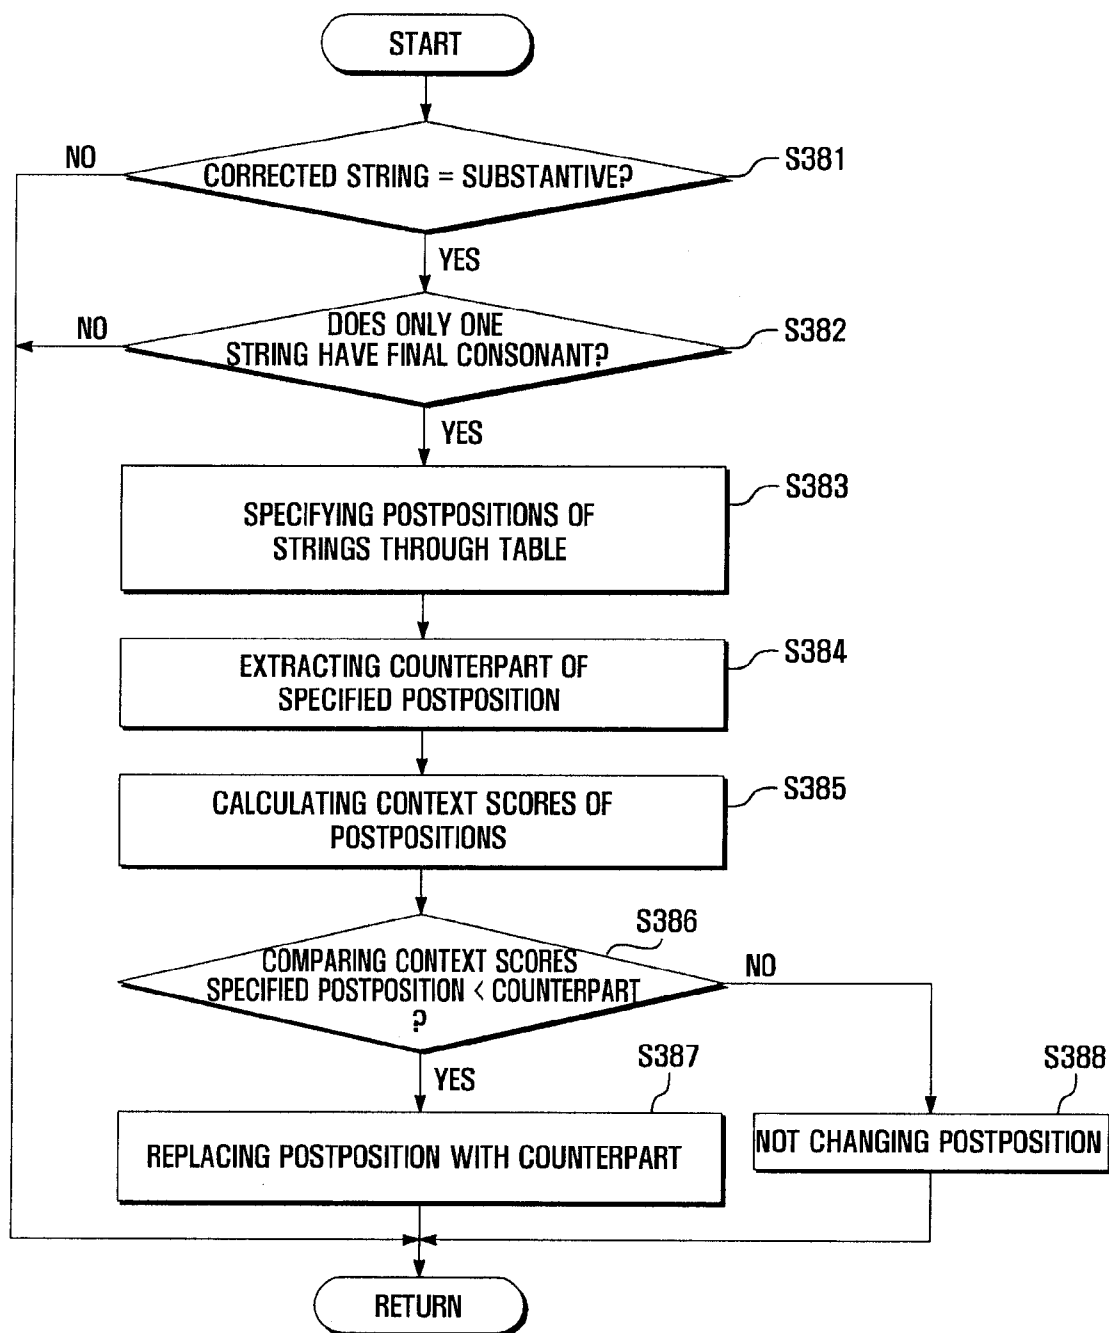 START
NO
CORRECTED STRING = SUBSTANTIVE?
S381
YES
NO
DOES ONLY ONE
STRING HAVE FINAL CONSONANT?
S382
YES
SPECIFYING POSTPOSITIONS OF
STRINGS THROUGH TABLE
S383
EXTRACTING COUNTERPART OF
SPECIFIED POSTPOSITION
S384
CALCULATING CONTEXT SCORES OF
POSTPOSITIONS
S385
S386
COMPARING CONTEXT SCORES
SPECIFIED POSTPOSITION < COUNTERPART
?
NO
YES
S387
S388
REPLACING POSTPOSITION WITH COUNTERPART
NOT CHANGING POSTPOSITION
RETURN